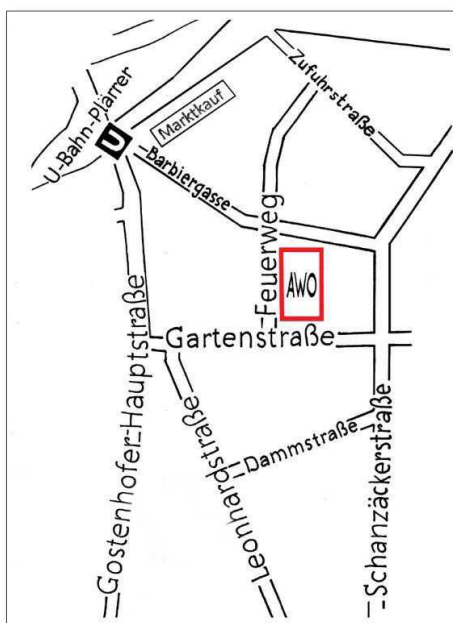 Zufuhrstraße
U-Bahn-Plärrer
U
Marktkauf
Barbiergasse
Feuerweg
AWO
Gartenstraße
Gostenhofer-Hauptstraße
Leonhardstraße
Dammstraße
Schanzäckerstraße